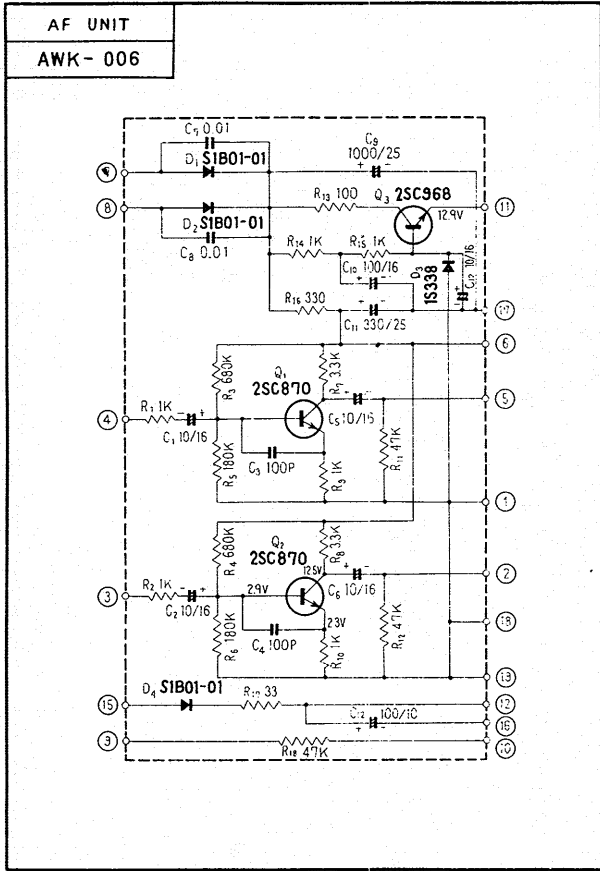 AF UNIT
AWK-006
C7 0.01
D1 S1B01-01
C9
1000/25
R13 100
Q3 2SC968
12.9V
8
11
D2 S1B01-01
C8 0.01
R14 1K
R15 1K
C10 100/16
D3
1S338
C12 10/16
R16 330
C11 330/25
17
6
R3 680K
Q1
2SC870
R7
3.3K
C5 10/16
5
4
R1 1K
C1 10/16
R5 180K
C3 100P
R9 1K
R11 47K
1
R4 680K
Q2
2SC870
R8 3.3K
12.5V
2
3
R2 1K
C2 10/16
2.9V
C6 10/16
R6 180K
C4 100P
2.3V
R10 1K
R12 47K
18
13
D4 S1B01-01
R17 33
15
12
C12 100/10
16
9
R18 47K
10